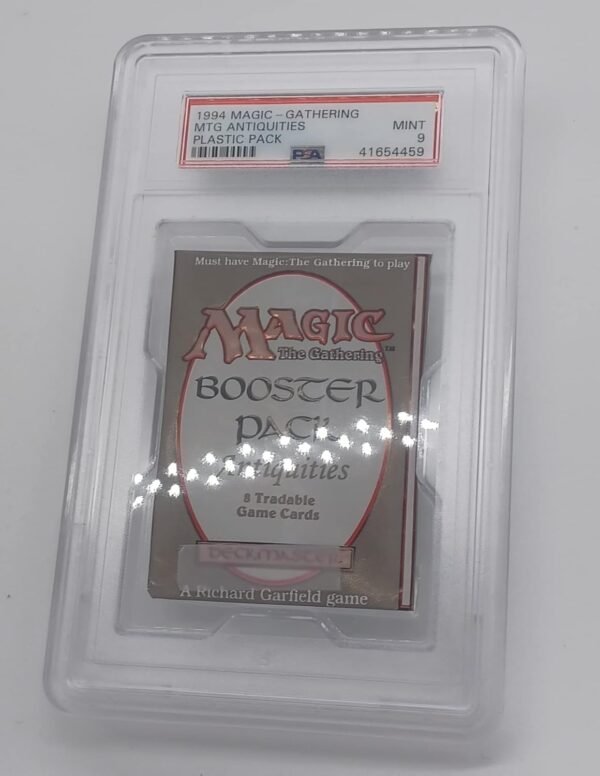 1994 MAGIC - GATHERING
MTG ANTIQUITIES MINT
PLASTIC PACK 9
PSA 41654459
Must have Magic:The Gathering to play
MAGIC
The Gathering™
BOOSTER
PACK
Antiquities
8 Tradable
Game Cards
DECKMASTER
A Richard Garfield game